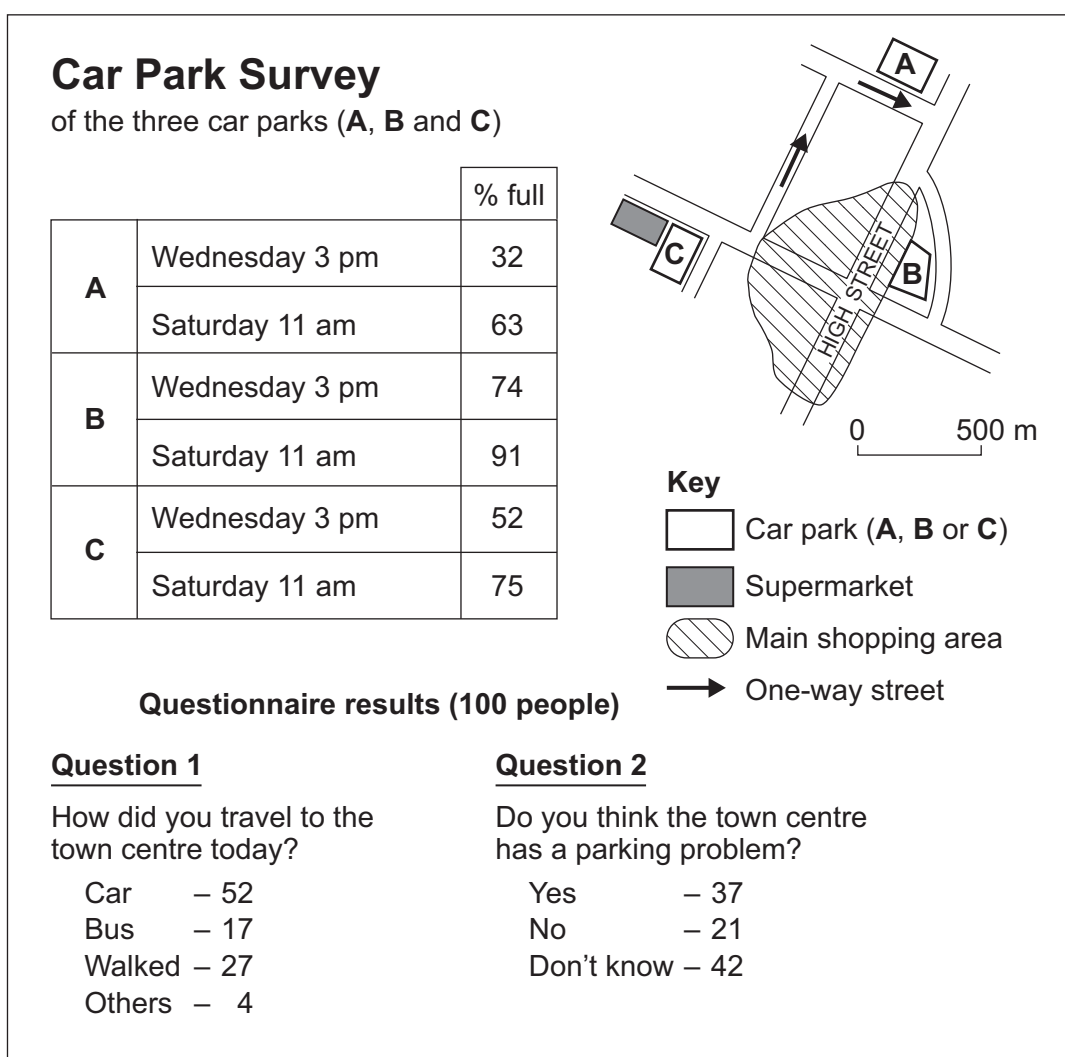 Car Park Survey
of the three car parks (A, B and C)
% full
A
Wednesday 3 pm 32
Saturday 11 am 63
B
Wednesday 3 pm 74
Saturday 11 am 91
C
Wednesday 3 pm 52
Saturday 11 am 75
A
C
B
HIGH STREET
0 500 m
Key
Car park (A, B or C)
Supermarket
Main shopping area
One-way street
Questionnaire results (100 people)
Question 1
How did you travel to the
town centre today?
Car – 52
Bus – 17
Walked – 27
Others – 4
Question 2
Do you think the town centre
has a parking problem?
Yes – 37
No – 21
Don't know – 42